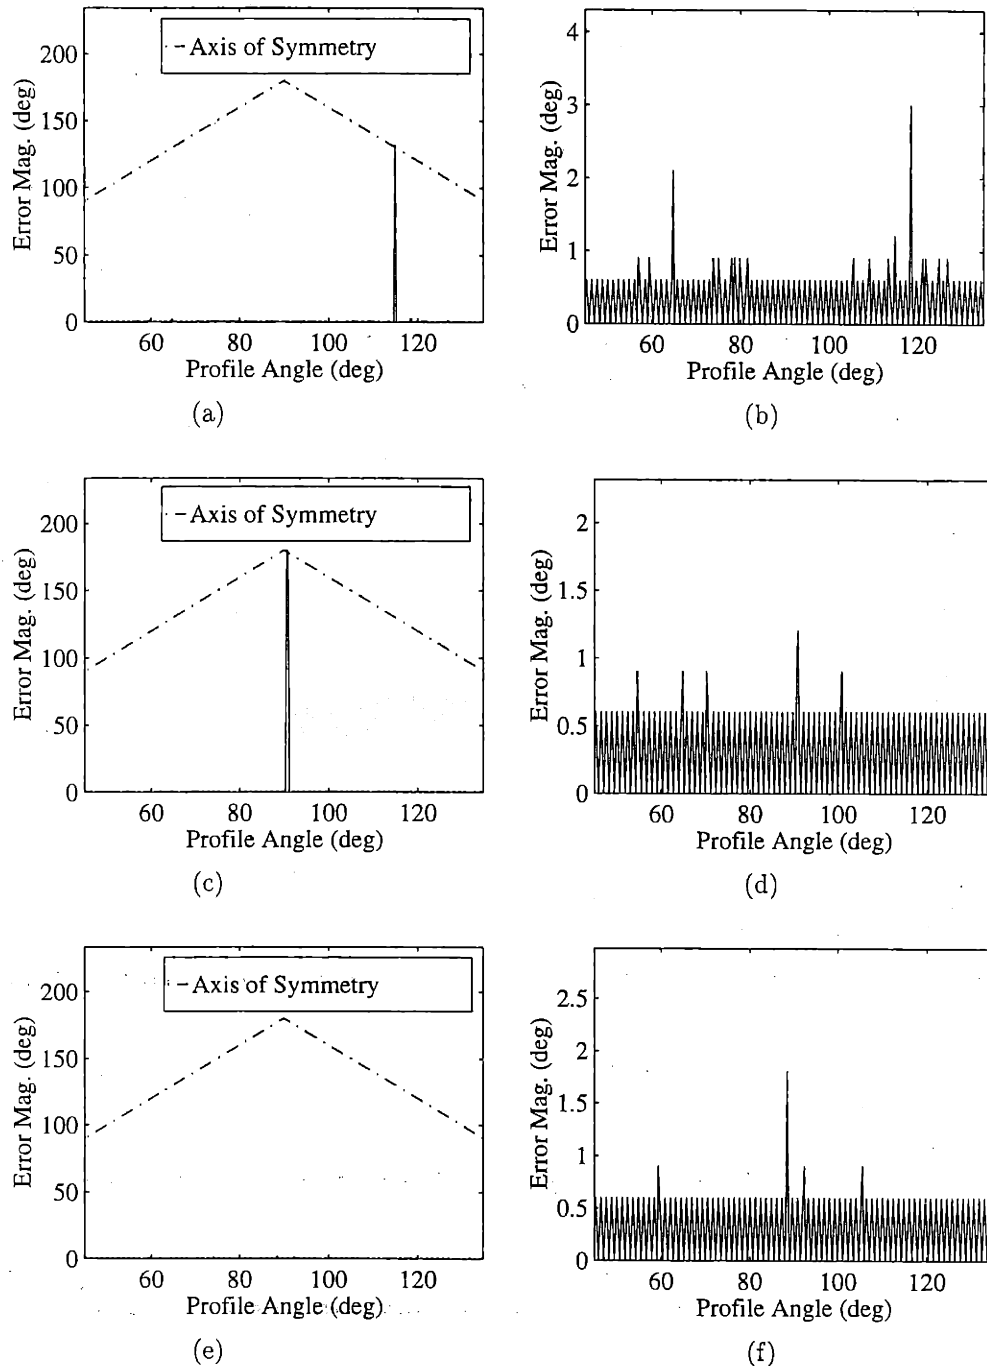 - · - Axis of Symmetry
200
150
100
50
0
Error Mag. (deg)
60 80 100 120
Profile Angle (deg)
(a)
4
3
2
1
0
Error Mag. (deg)
60 80 100 120
Profile Angle (deg)
(b)
Axis of Symmetry
200
150
100
50
0
Error Mag. (deg)
60 80 100 120
Profile Angle (deg)
(c)
2
1.5
1
0.5
0
Error Mag. (deg)
60 80 100 120
Profile Angle (deg)
(d)
Axis of Symmetry
200
150
100
50
0
Error Mag. (deg)
60 80 100 120
Profile Angle (deg)
(e)
2.5
2
1.5
1
0.5
0
Error Mag. (deg)
60 80 100 120
Profile Angle (deg)
(f)